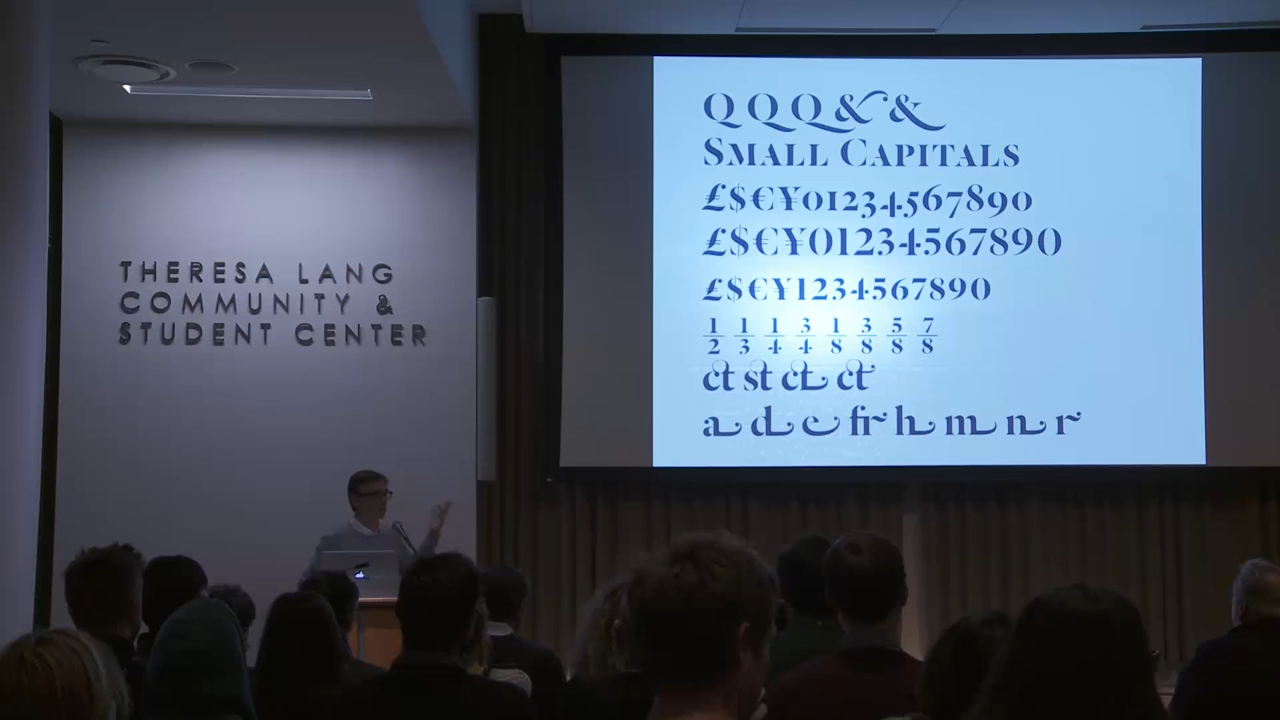 THERESA LANG
COMMUNITY &
STUDENT CENTER
Q Q Q & &
SMALL CAPITALS
£$€¥01234567890
£$€¥01234567890
£$€¥1234567890
1/2 1/3 1/4 3/4 1/8 3/8 5/8 7/8
ct st ct ct
a d e fr h m n r